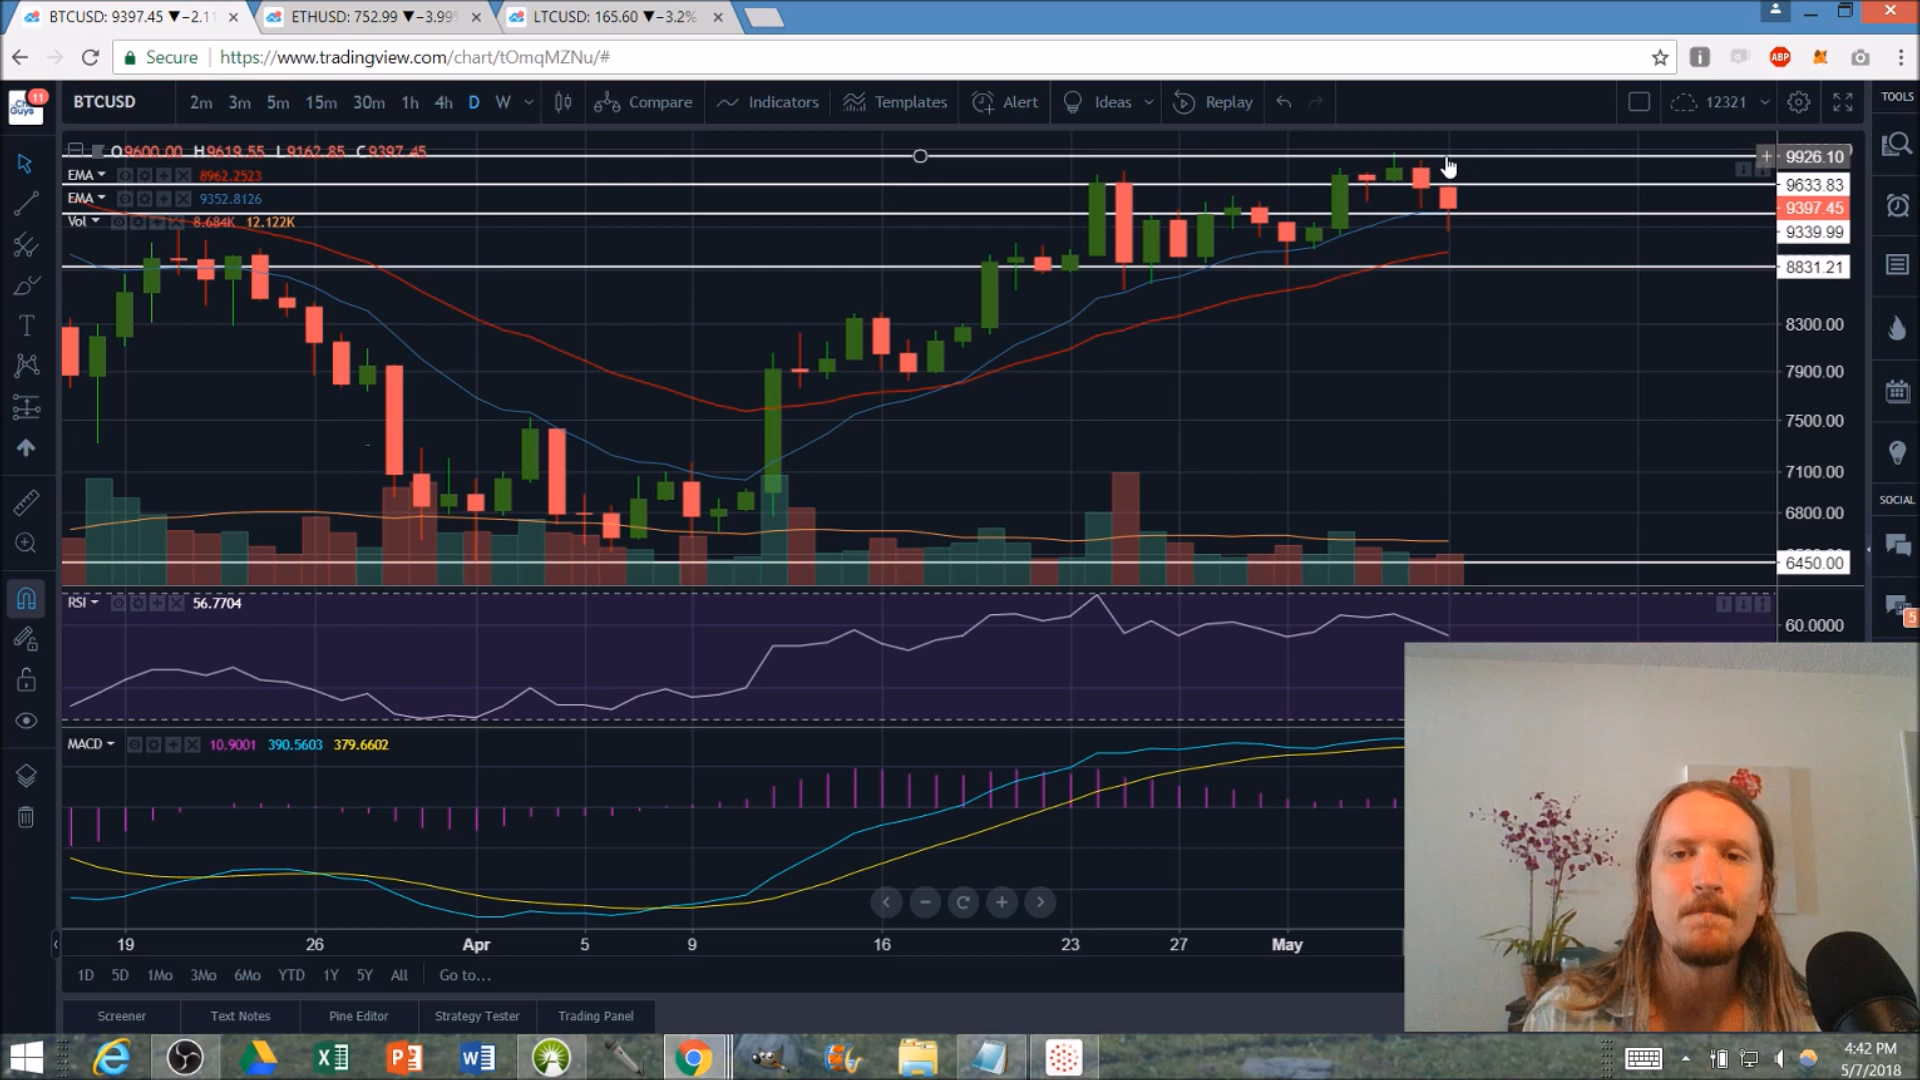 BTCUSD: 9397.45 ▼−2.11
ETHUSD: 752.99 ▼−3.99%
LTCUSD: 165.60 ▼−3.2%
Secure
https://www.tradingview.com/chart/tOmqMZNu/#
ABP
11
BTCUSD 2m 3m 5m 15m 30m 1h 4h D W Compare Indicators Templates Alert Ideas Replay 12321
TOOLS
O9600.00 H9619.55 L9162.85 C9397.45
EMA 8962.2523
EMA 9352.8126
Vol 8.684K 12.122K
9926.10
9633.83
9397.45
9339.99
8831.21
8300.00
7900.00
7500.00
7100.00
6800.00
6450.00
SOCIAL
5
RSI 56.7704
60.0000
MACD 10.9001 390.5603 379.6602
19 26 Apr 5 9 16 23 27 May
1D 5D 1Mo 3Mo 6Mo YTD 1Y 5Y All Go to...
Screener Text Notes Pine Editor Strategy Tester Trading Panel
4:42 PM
5/7/2018